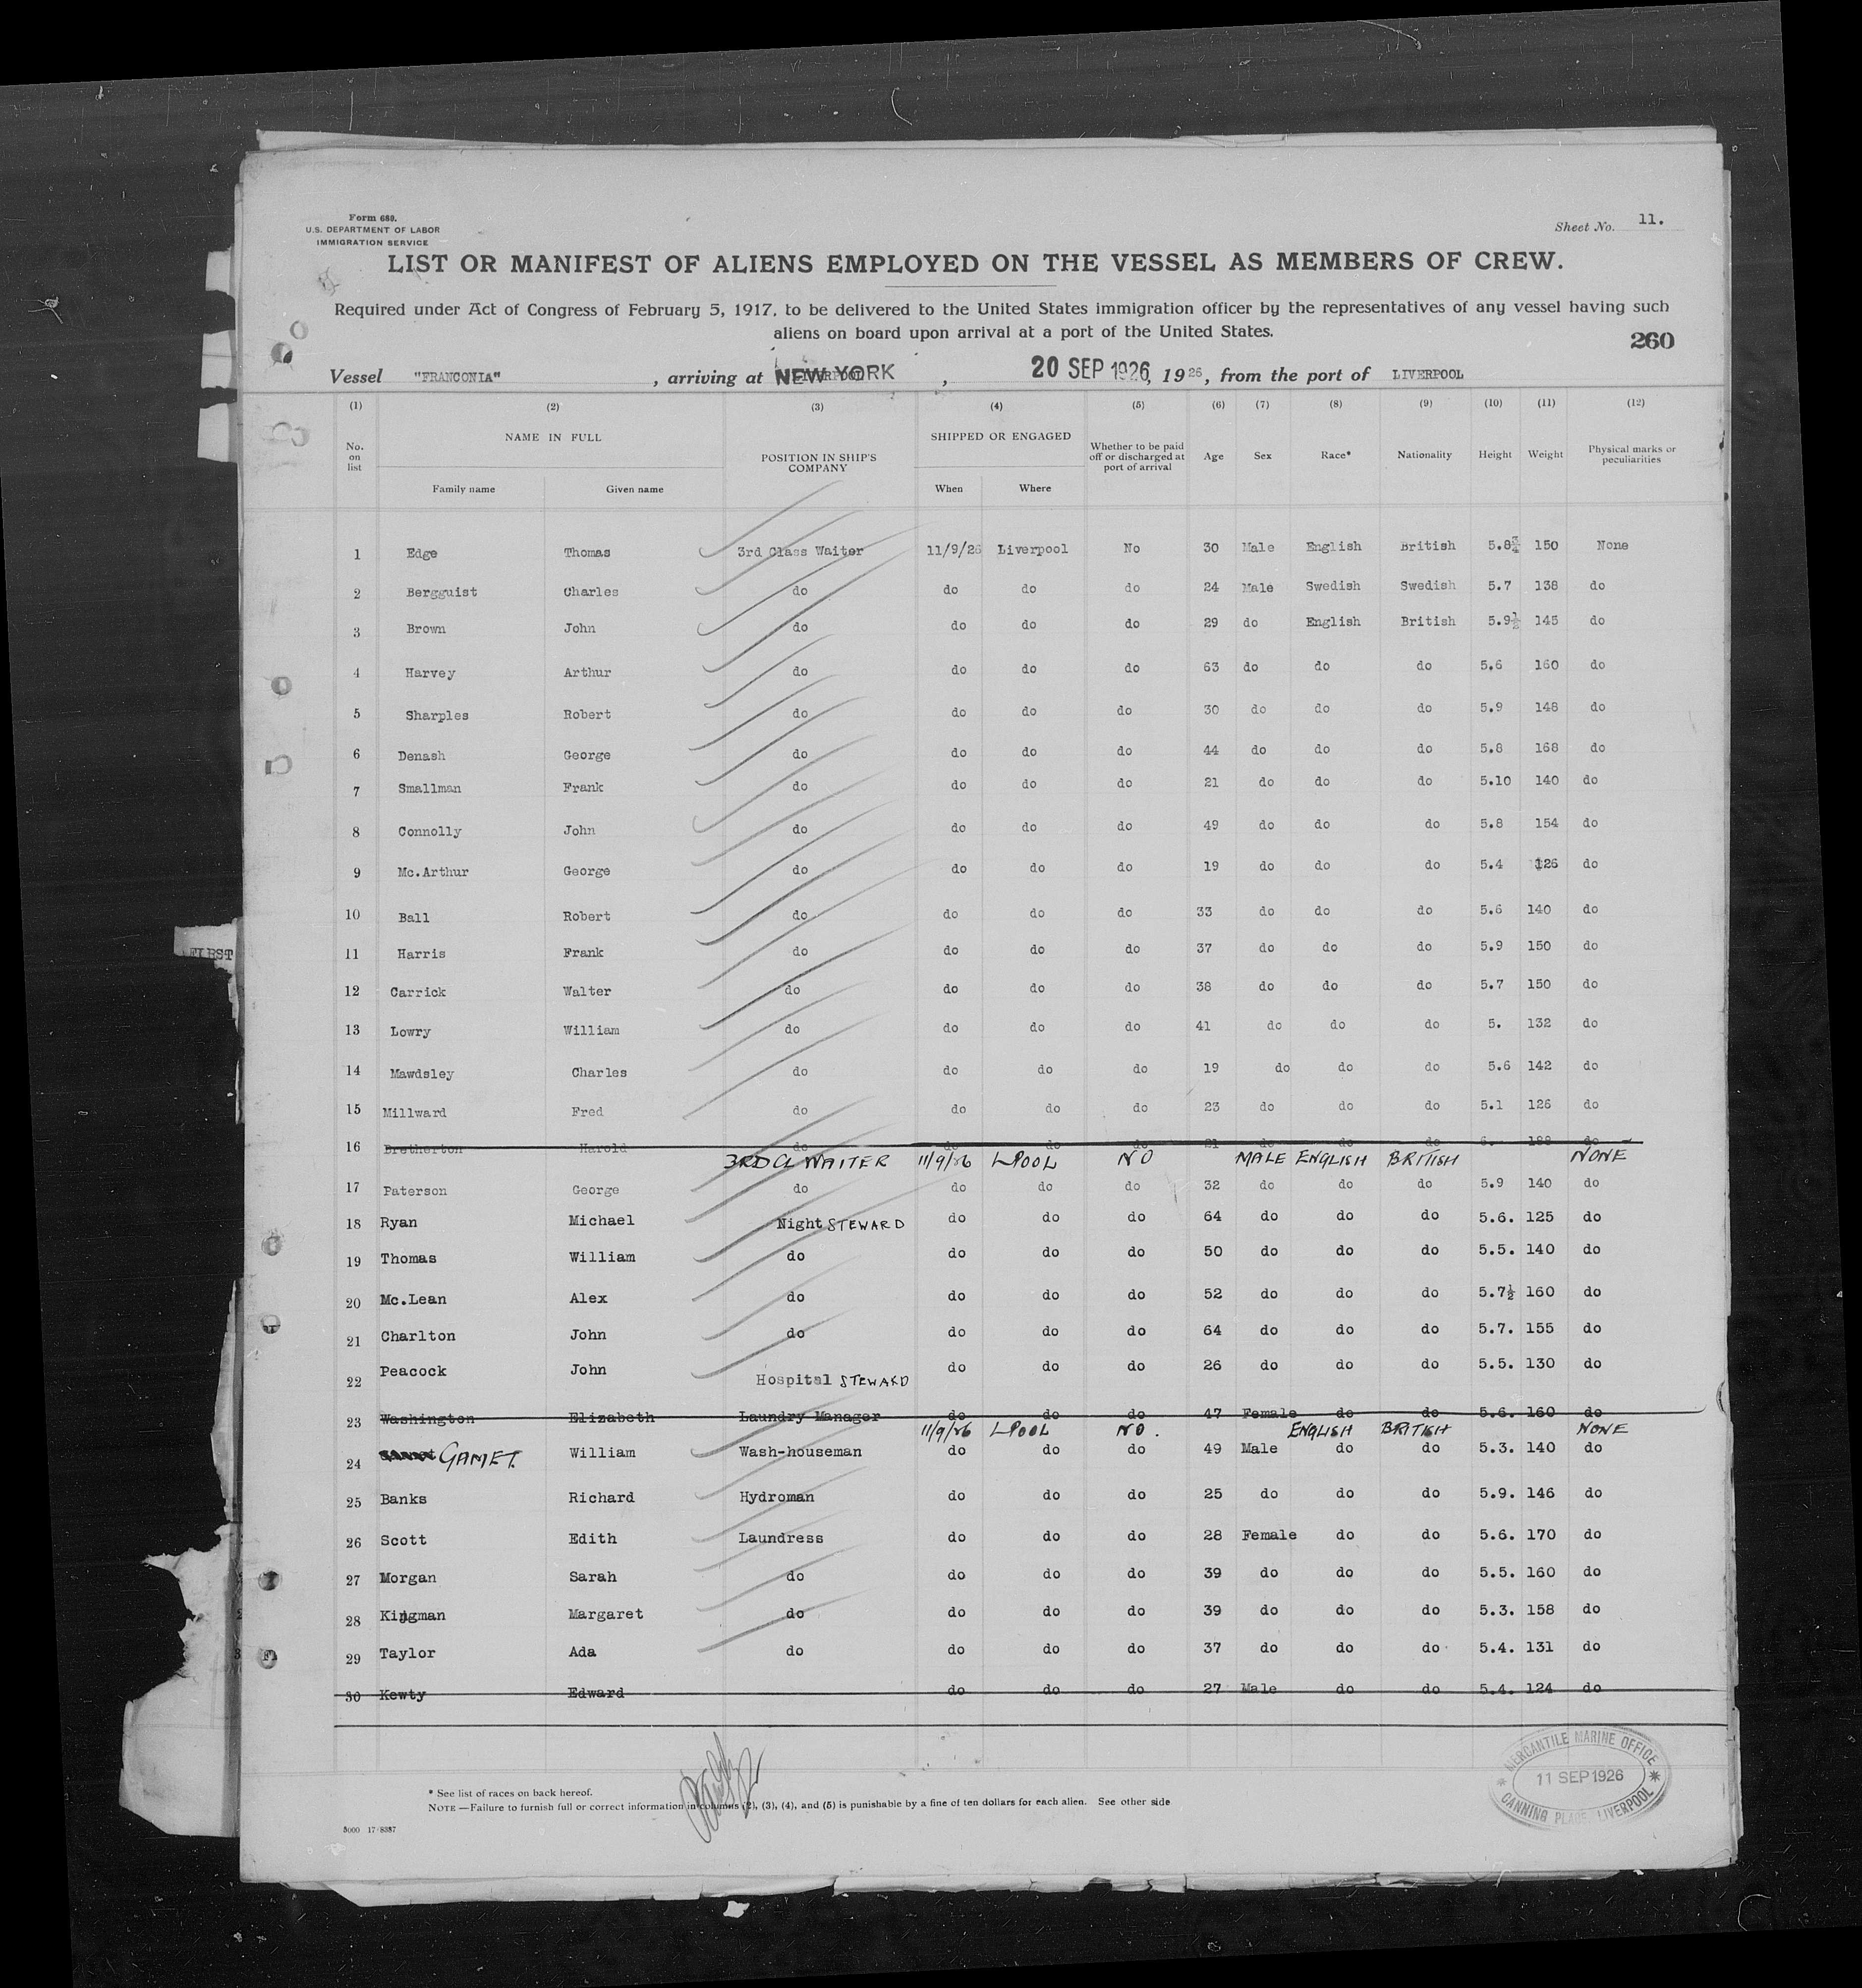 Form 680.
U.S. DEPARTMENT OF LABOR
IMMIGRATION SERVICE
Sheet No. 11.
LIST OR MANIFEST OF ALIENS EMPLOYED ON THE VESSEL AS MEMBERS OF CREW.
Required under Act of Congress of February 5, 1917, to be delivered to the United States immigration officer by the representatives of any vessel having such
aliens on board upon arrival at a port of the United States.
260
Vessel "FRANCONIA", arriving at NEW YORK, 20 SEP 1926, 1926, from the port of LIVERPOOL
(1) (2) (3) (4) (5) (6) (7) (8) (9) (10) (11) (12)
No. on list NAME IN FULL POSITION IN SHIP'S COMPANY SHIPPED OR ENGAGED Whether to be paid off or discharged at port of arrival Age Sex Race* Nationality Height Weight Physical marks or peculiarities
Family name Given name When Where
1 Edge Thomas 3rd Class Waiter 11/9/26 Liverpool No 30 Male English British 5.8¾ 150 None
2 Bergguist Charles do do do do 24 Male Swedish Swedish 5.7 138 do
3 Brown John do do do do 29 do English British 5.9½ 145 do
4 Harvey Arthur do do do do 63 do do do 5.6 160 do
5 Sharples Robert do do do do 30 do do do 5.9 148 do
6 Denash George do do do do 44 do do do 5.8 168 do
7 Smallman Frank do do do do 21 do do do 5.10 140 do
8 Connolly John do do do do 49 do do do 5.8 154 do
9 Mc.Arthur George do do do do 19 do do do 5.4 126 do
10 Ball Robert do do do do 33 do do do 5.6 140 do
11 Harris Frank do do do do 37 do do do 5.9 150 do
12 Carrick Walter do do do do 38 do do do 5.7 150 do
13 Lowry William do do do do 41 do do do 5. 132 do
14 Mawdsley Charles do do do do 19 do do do 5.6 142 do
15 Millward Fred do do do do 23 do do do 5.1 126 do
16 Bretherton Harold do do do do 21 do do do do
3RD CL WAITER 11/9/26 L'POOL NO MALE ENGLISH BRITISH NONE
17 Paterson George do do do do 32 do do do 5.9 140 do
18 Ryan Michael Night STEWARD do do do 64 do do do 5.6. 125 do
19 Thomas William do do do do 50 do do do 5.5. 140 do
20 Mc.Lean Alex do do do do 52 do do do 5.7½ 160 do
21 Charlton John do do do do 64 do do do 5.7. 155 do
22 Peacock John Hospital STEWARD do do do 26 do do do 5.5. 130 do
23 Washington Elizabeth Laundry Manager do do do 47 Female do do 5.6. 160 do
11/9/26 L'POOL NO. ENGLISH BRITISH NONE
24 GAMET William Wash-houseman do do do 49 Male do do 5.3. 140 do
25 Banks Richard Hydroman do do do 25 do do do 5.9. 146 do
26 Scott Edith Laundress do do do 28 Female do do 5.6. 170 do
27 Morgan Sarah do do do do 39 do do do 5.5. 160 do
28 Kingman Margaret do do do do 39 do do do 5.3. 158 do
29 Taylor Ada do do do do 37 do do do 5.4. 131 do
30 Kewty Edward do do do 27 Male do do 5.4. 124 do
* See list of races on back hereof.
NOTE—Failure to furnish full or correct information in columns (2), (3), (4), and (5) is punishable by a fine of ten dollars for each alien. See other side
MERCANTILE MARINE OFFICE
11 SEP 1926
CANNING PLACE LIVERPOOL